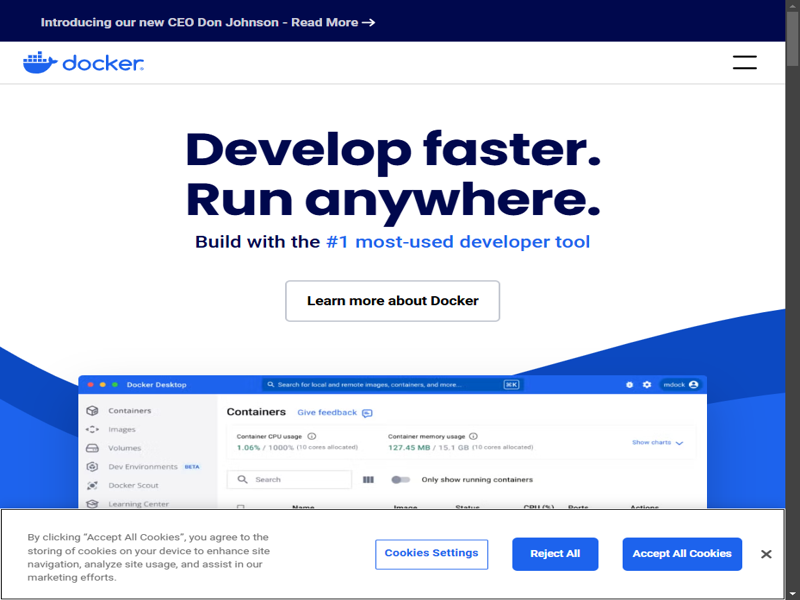 Introducing our new CEO Don Johnson - Read More →
docker
Develop faster.
Run anywhere.
Build with the #1 most-used developer tool
Learn more about Docker
Docker Desktop
Search for local and remote images, containers, and more...
⌘K
mdock
Containers
Images
Volumes
Dev Environments BETA
Docker Scout
Learning Center
Containers Give feedback
Container CPU usage
1.06% / 1000% (10 cores allocated)
Container memory usage
127.45 MB / 15.1 GB (10 cores allocated)
Show charts
Search
Only show running containers
Name Image Status CPU (%) Ports Actions
By clicking “Accept All Cookies”, you agree to the
storing of cookies on your device to enhance site
navigation, analyze site usage, and assist in our
marketing efforts.
Cookies Settings
Reject All
Accept All Cookies